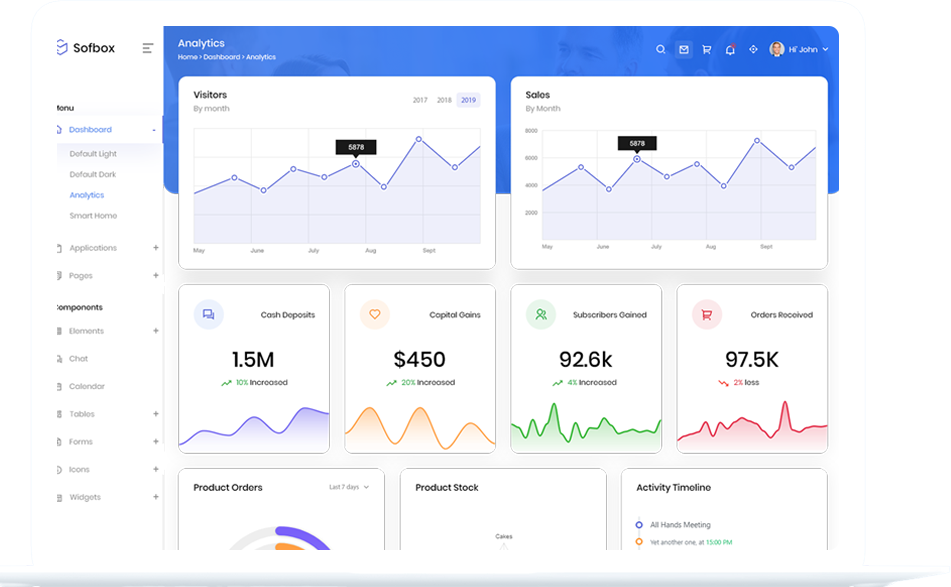 Sofbox
Menu
Dashboard -
Default Light
Default Dark
Analytics
Smart Home
Applications +
Pages +
Components
Elements +
Chat
Calendar
Tables +
Forms +
Icons +
Widgets +
Analytics
Home > Dashboard > Analytics
Hi' John
Visitors
By month
2017 2018 2019
5878
May June July Aug Sept
Sales
By Month
8000
6000
4000
2000
5878
May June July Aug Sept
Cash Deposits
1.5M
10% Increased
Capital Gains
$450
20% Increased
Subscribers Gained
92.6k
4% Increased
Orders Received
97.5K
2% loss
Product Orders
Last 7 days
Product Stock
Cakes
Activity Timeline
All Hands Meeting
Yet another one, at 15:00 PM